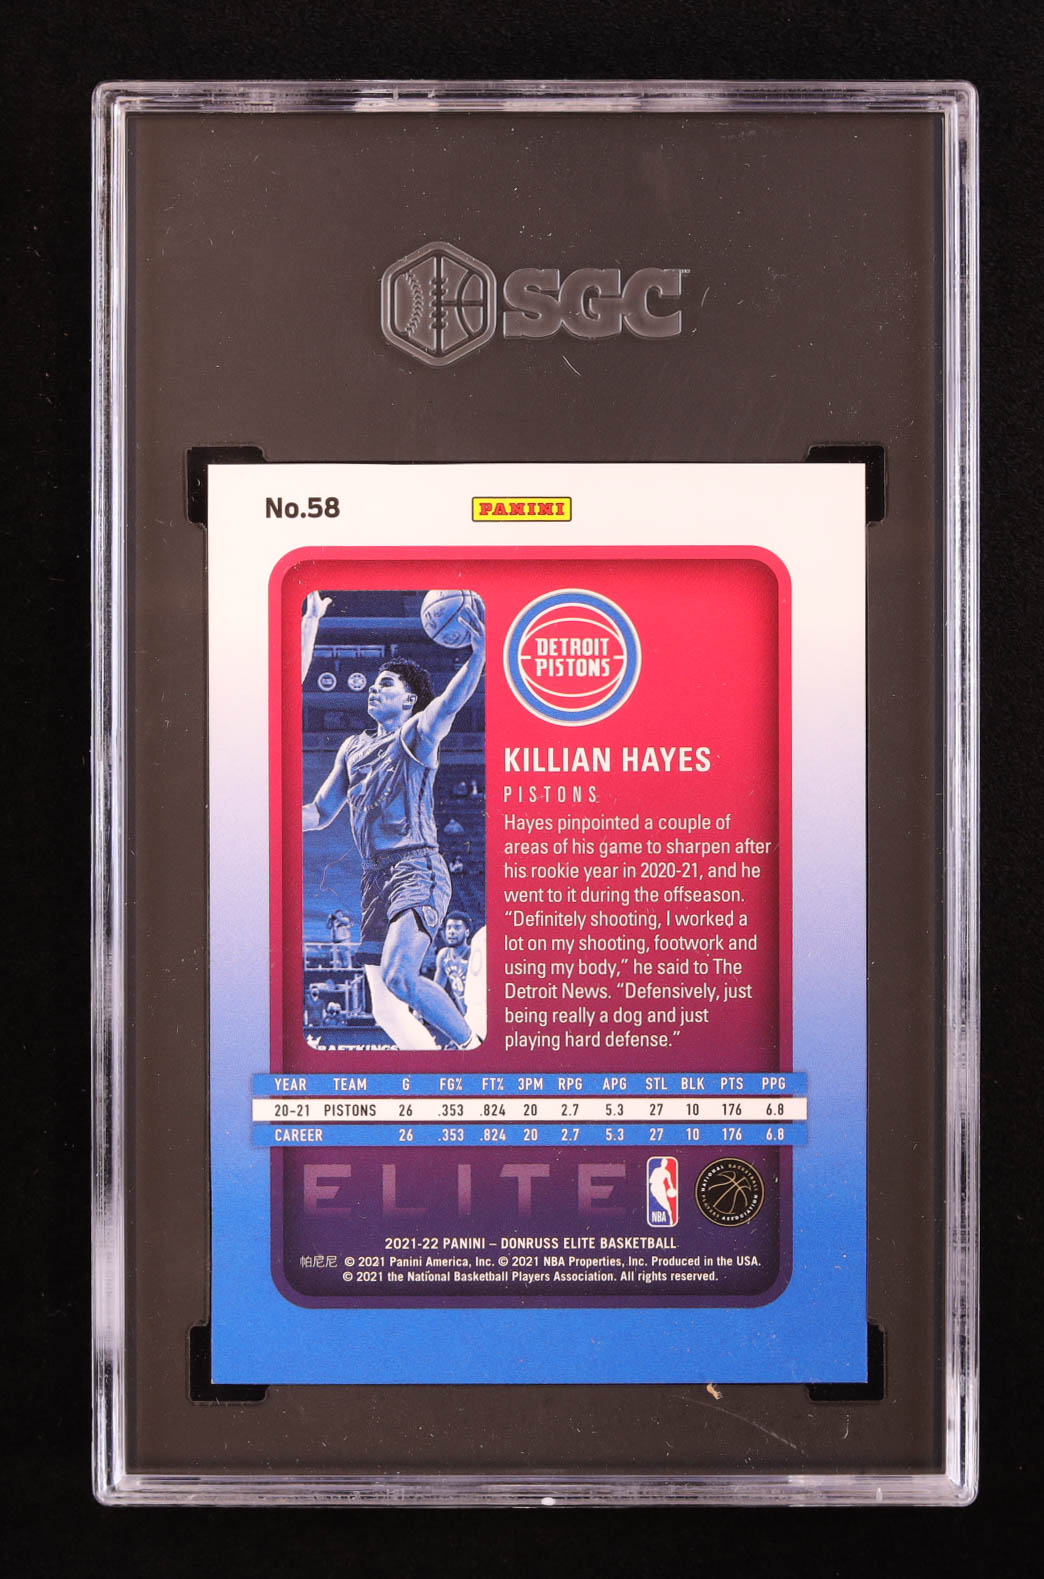 SGC
No.58
PANINI
DETROIT
PISTONS
KILLIAN HAYES
PISTONS
Hayes pinpointed a couple of
areas of his game to sharpen after
his rookie year in 2020-21, and he
went to it during the offseason.
“Definitely shooting, I worked a
lot on my shooting, footwork and
using my body,” he said to The
Detroit News. “Defensively, just
being really a dog and just
playing hard defense.”
YEAR TEAM G FG% FT% 3PM RPG APG STL BLK PTS PPG
20-21 PISTONS 26 .353 .824 20 2.7 5.3 27 10 176 6.8
CAREER 26 .353 .824 20 2.7 5.3 27 10 176 6.8
ELITE
NBA
NATIONAL BASKETBALL PLAYERS ASSOCIATION
2021-22 PANINI – DONRUSS ELITE BASKETBALL
帕尼尼 © 2021 Panini America, Inc. © 2021 NBA Properties, Inc. Produced in the USA.
© 2021 the National Basketball Players Association. All rights reserved.